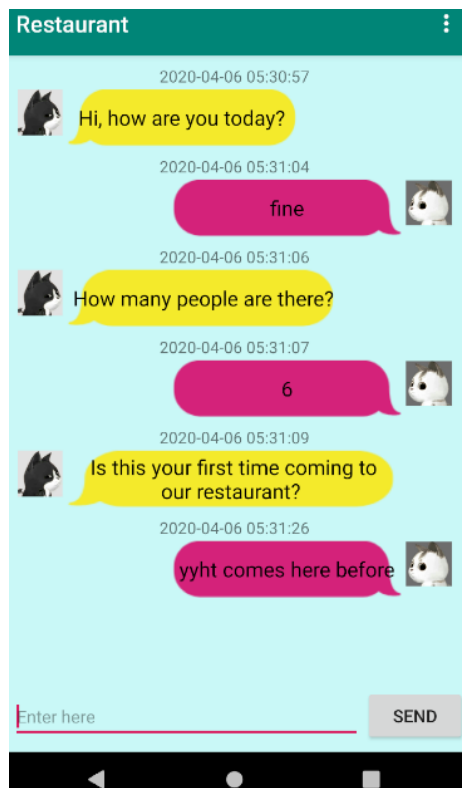 Restaurant
2020-04-06 05:30:57
Hi, how are you today?
2020-04-06 05:31:04
fine
2020-04-06 05:31:06
How many people are there?
2020-04-06 05:31:07
6
2020-04-06 05:31:09
Is this your first time coming to
our restaurant?
2020-04-06 05:31:26
yyht comes here before
Enter here
SEND